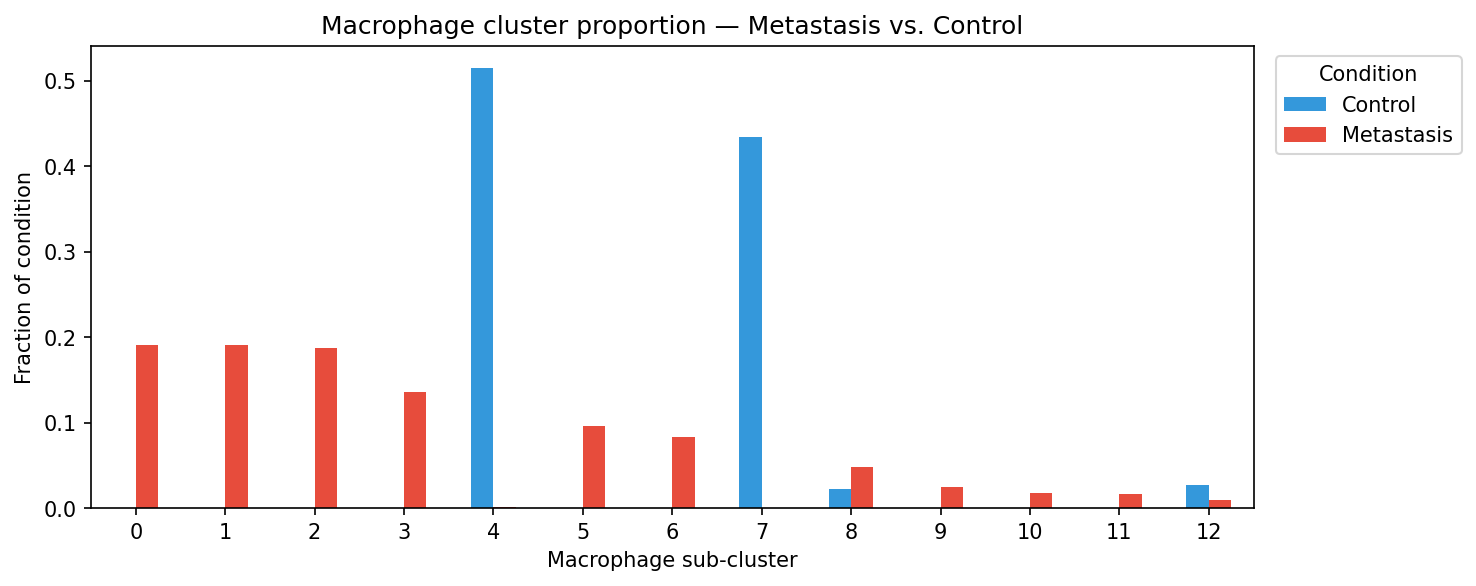 Macrophage cluster proportion — Metastasis vs. Control
Condition
Control
Metastasis
Fraction of condition
0.5
0.4
0.3
0.2
0.1
0.0
0 1 2 3 4 5 6 7 8 9 10 11 12
Macrophage sub-cluster